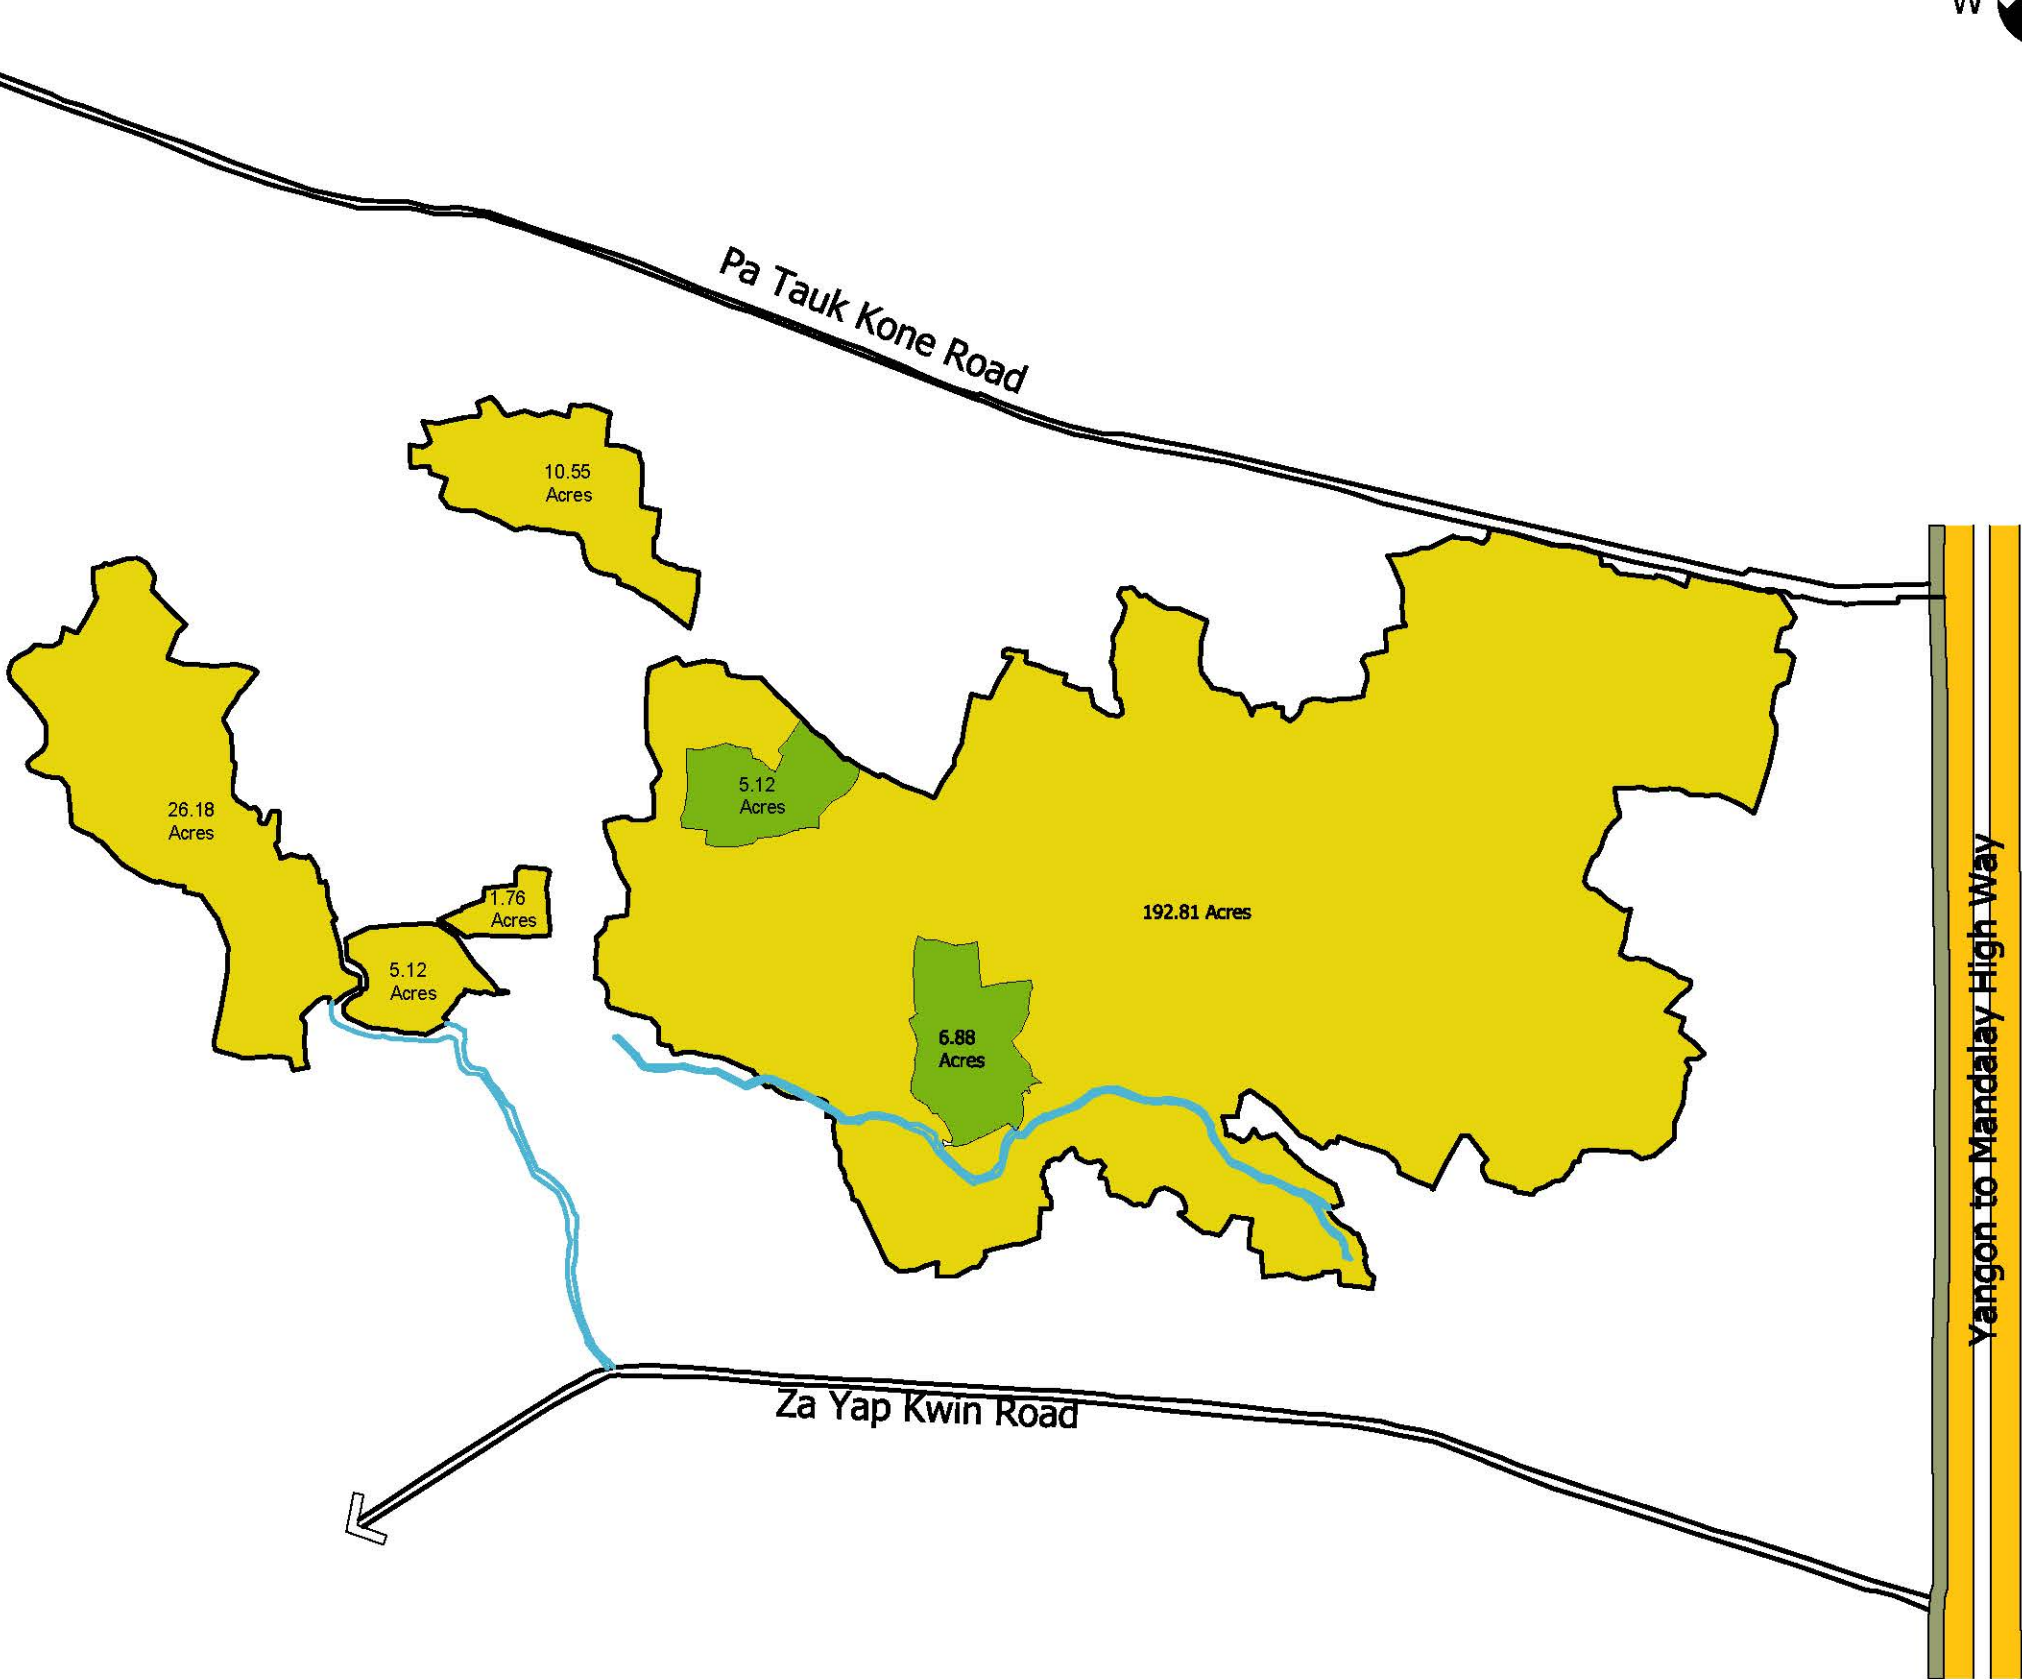 W
Pa Tauk Kone Road
10.55
Acres
26.18
Acres
5.12
Acres
1.76
Acres
192.81 Acres
5.12
Acres
6.88
Acres
Yangon to Mandalay High Way
Za Yap Kwin Road